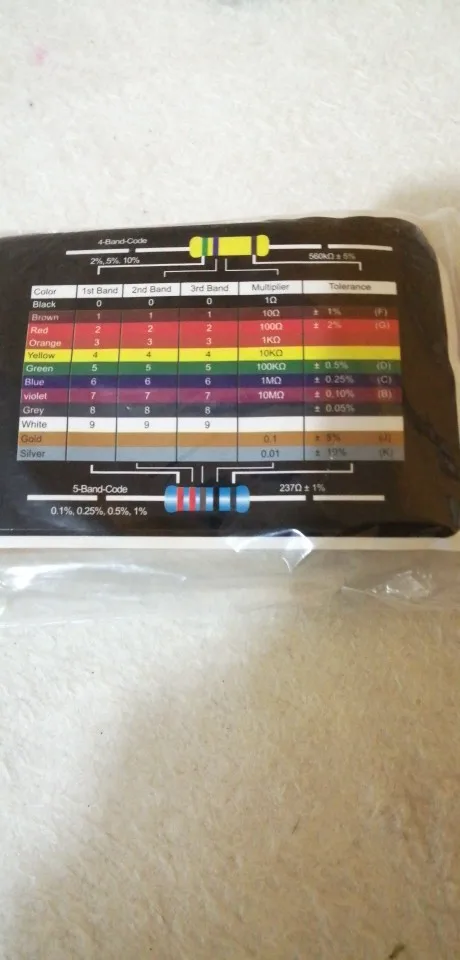 4-Band-Code
2%, 5%, 10%
560kΩ ± 5%
Color 1st Band 2nd Band 3rd Band Multiplier Tolerance
Black 0 0 0 1Ω
Brown 1 1 1 10Ω ± 1% (F)
Red 2 2 2 100Ω ± 2% (G)
Orange 3 3 3 1KΩ
Yellow 4 4 4 10KΩ
Green 5 5 5 100KΩ ± 0.5% (D)
Blue 6 6 6 1MΩ ± 0.25% (C)
violet 7 7 7 10MΩ ± 0.10% (B)
Grey 8 8 8 ± 0.05%
White 9 9 9
Gold 0.1 ± 5% (J)
Silver 0.01 ± 10% (K)
5-Band-Code
237Ω ± 1%
0.1%, 0.25%, 0.5%, 1%